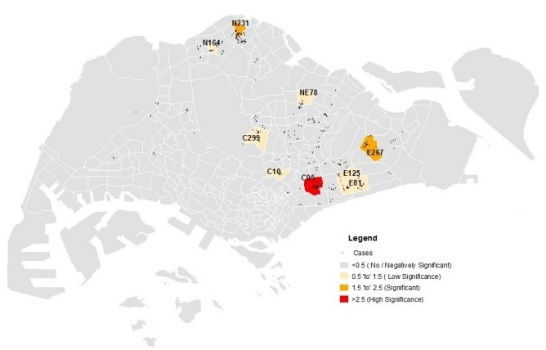 N231
N164
NE78
C299
E267
C10
C05
E125
E81
Legend
Cases
<0.5 ( No / Negatively Significant)
0.5 'to' 1.5 ( Low Significance)
1.5 'to' 2.5 (Significant)
>2.5 (High Significance)